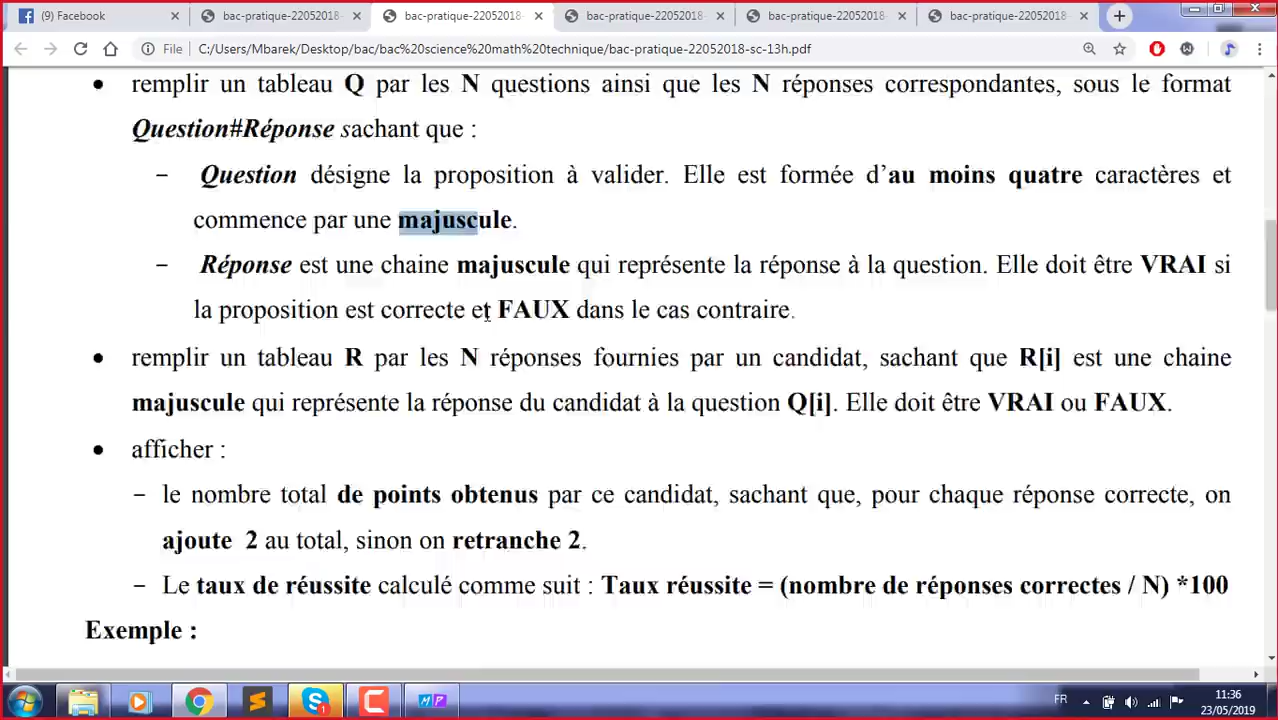 (9) Facebook
bac-pratique-22052018-
bac-pratique-22052018-
bac-pratique-22052018-
bac-pratique-22052018-
bac-pratique-22052018-
File
C:/Users/Mbarek/Desktop/bac/bac%20science%20math%20technique/bac-pratique-22052018-sc-13h.pdf
• remplir un tableau Q par les N questions ainsi que les N réponses correspondantes, sous le format
Question#Réponse sachant que :
− Question désigne la proposition à valider. Elle est formée d’au moins quatre caractères et
commence par une majuscule.
− Réponse est une chaine majuscule qui représente la réponse à la question. Elle doit être VRAI si
la proposition est correcte et FAUX dans le cas contraire.
• remplir un tableau R par les N réponses fournies par un candidat, sachant que R[i] est une chaine
majuscule qui représente la réponse du candidat à la question Q[i]. Elle doit être VRAI ou FAUX.
• afficher :
− le nombre total de points obtenus par ce candidat, sachant que, pour chaque réponse correcte, on
ajoute 2 au total, sinon on retranche 2.
− Le taux de réussite calculé comme suit : Taux réussite = (nombre de réponses correctes / N) *100
Exemple :
1
MP
FR
11:36
23/05/2019